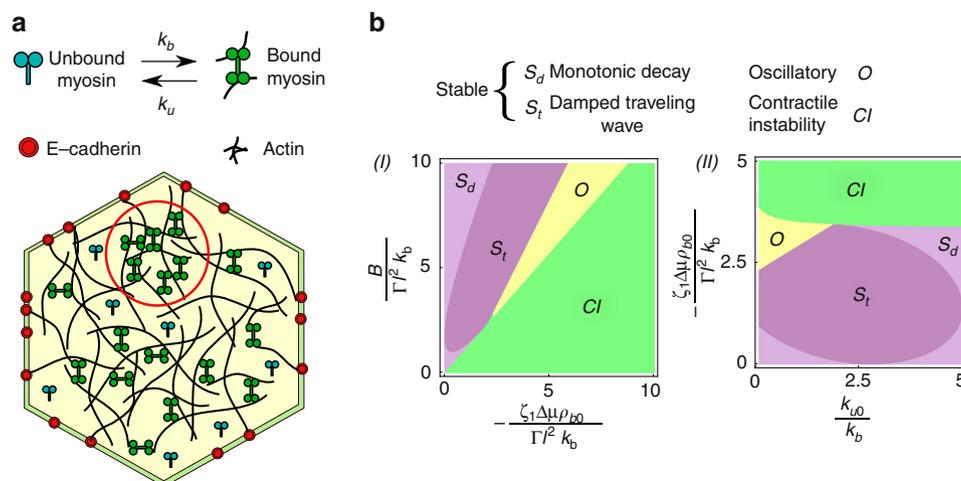 a
Unbound
myosin
k_b
k_u
Bound
myosin
E–cadherin
Actin
b
Stable
S_d Monotonic decay
S_t Damped traveling
wave
Oscillatory O
Contractile
instability CI
(I)
10
5
0
B
Γl² k_b
S_d
S_t
O
CI
0 5 10
– ζ₁Δμρ_b0
Γl² k_b
(II)
5
2.5
0
– ζ₁Δμρ_b0
Γl² k_b
CI
O
S_d
S_t
0 2.5 5
k_u0
k_b